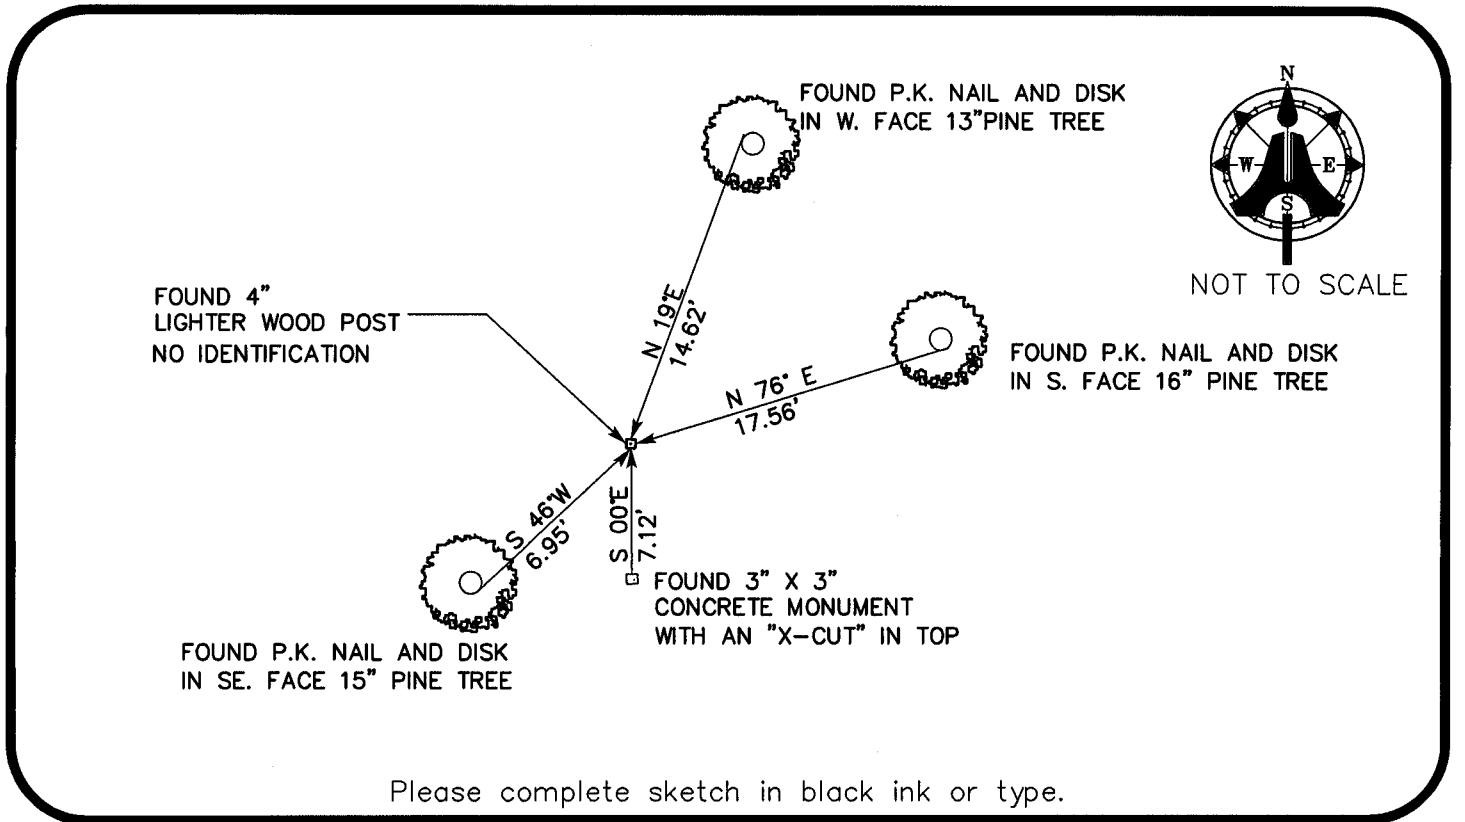 FOUND P.K. NAIL AND DISK
IN W. FACE 13"PINE TREE
N
W
E
S
NOT TO SCALE
FOUND 4"
LIGHTER WOOD POST
NO IDENTIFICATION
N 19°E
14.62'
FOUND P.K. NAIL AND DISK
IN S. FACE 16" PINE TREE
N 76° E
17.56'
S 46°W
6.95'
S 00°E
7.12'
FOUND 3" X 3"
CONCRETE MONUMENT
WITH AN "X-CUT" IN TOP
FOUND P.K. NAIL AND DISK
IN SE. FACE 15" PINE TREE
Please complete sketch in black ink or type.